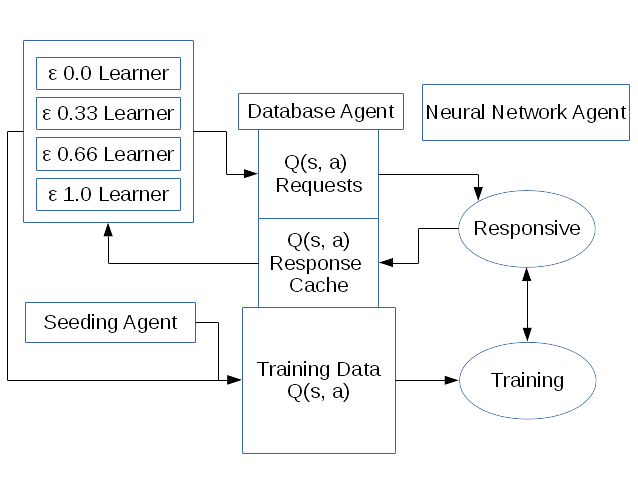 ε 0.0 Learner
ε 0.33 Learner
ε 0.66 Learner
ε 1.0 Learner
Database Agent
Q(s, a)
Requests
Q(s, a)
Response
Cache
Neural Network Agent
Responsive
Seeding Agent
Training Data
Q(s, a)
Training